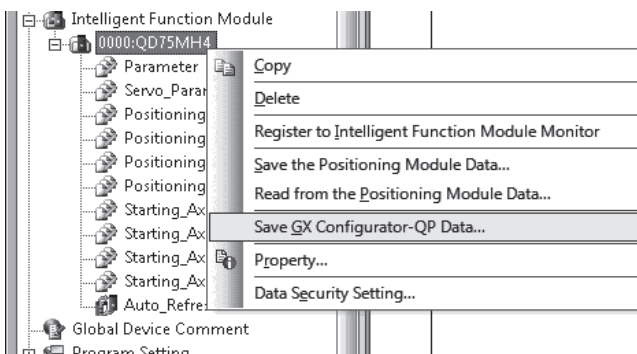 Intelligent Function Module
0000:QD75MH4
Parameter
Servo_Parar
Positioning
Positioning
Positioning
Positioning
Starting_Ax
Starting_Ax
Starting_Ax
Starting_Ax
Auto_Refre
Global Device Comment
Program Setting
Copy
Delete
Register to Intelligent Function Module Monitor
Save the Positioning Module Data...
Read from the Positioning Module Data...
Save GX Configurator-QP Data...
Property...
Data Security Setting...